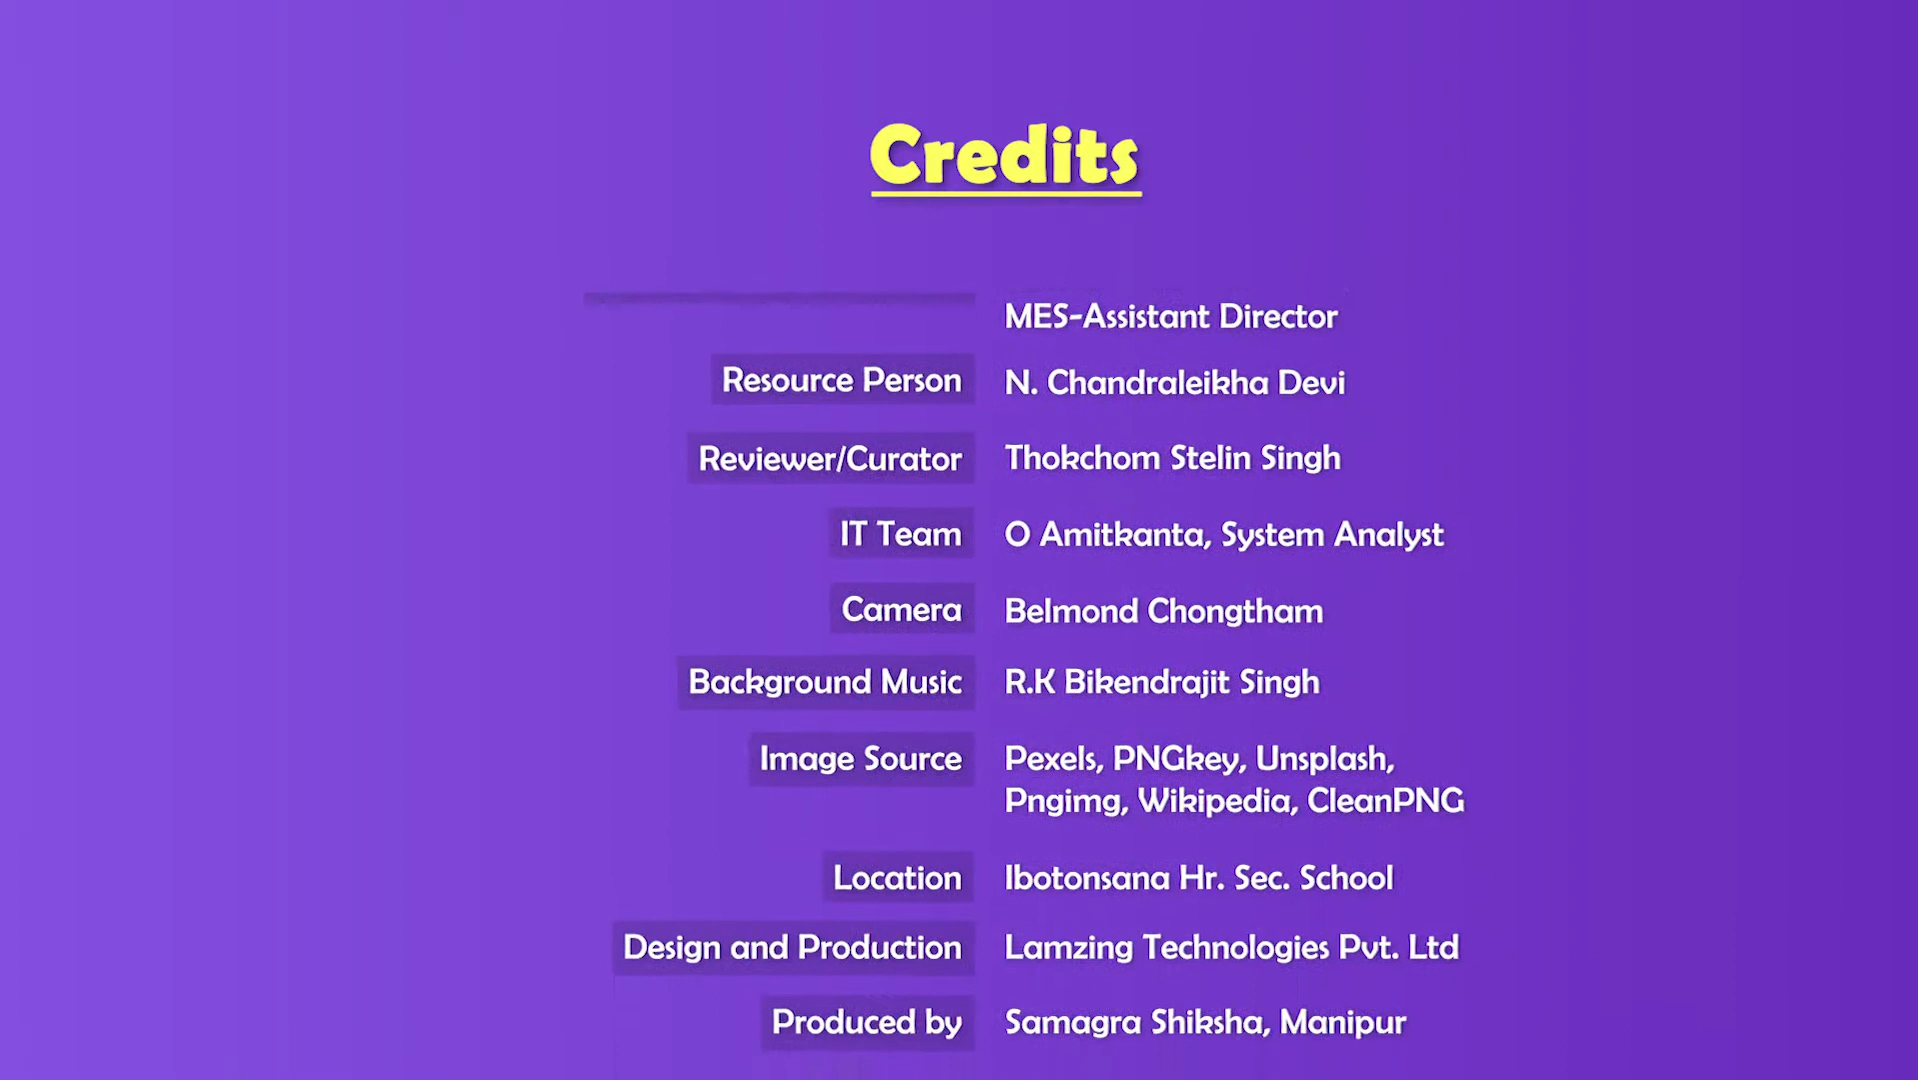 Credits
MES-Assistant Director
Resource Person N. Chandraleikha Devi
Reviewer/Curator Thokchom Stelin Singh
IT Team O Amitkanta, System Analyst
Camera Belmond Chongtham
Background Music R.K Bikendrajit Singh
Image Source Pexels, PNGkey, Unsplash,
Pngimg, Wikipedia, CleanPNG
Location Ibotonsana Hr. Sec. School
Design and Production Lamzing Technologies Pvt. Ltd
Produced by Samagra Shiksha, Manipur